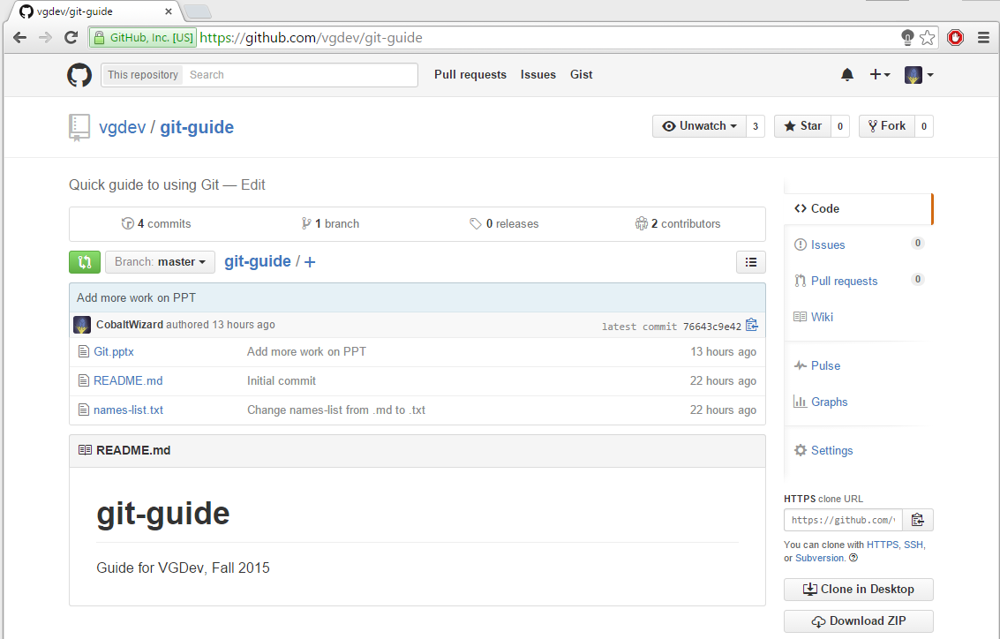 vgdev/git-guide
GitHub, Inc. [US] https://github.com/vgdev/git-guide
This repository Search Pull requests Issues Gist
vgdev / git-guide Unwatch 3 Star 0 Fork 0
Quick guide to using Git — Edit
4 commits 1 branch 0 releases 2 contributors
Branch: master git-guide / +
Add more work on PPT
CobaltWizard authored 13 hours ago latest commit 76643c9e42
Git.pptx Add more work on PPT 13 hours ago
README.md Initial commit 22 hours ago
names-list.txt Change names-list from .md to .txt 22 hours ago
README.md
git-guide
Guide for VGDev, Fall 2015
Code
Issues 0
Pull requests 0
Wiki
Pulse
Graphs
Settings
HTTPS clone URL
https://github.com/
You can clone with HTTPS, SSH,
or Subversion.
Clone in Desktop
Download ZIP